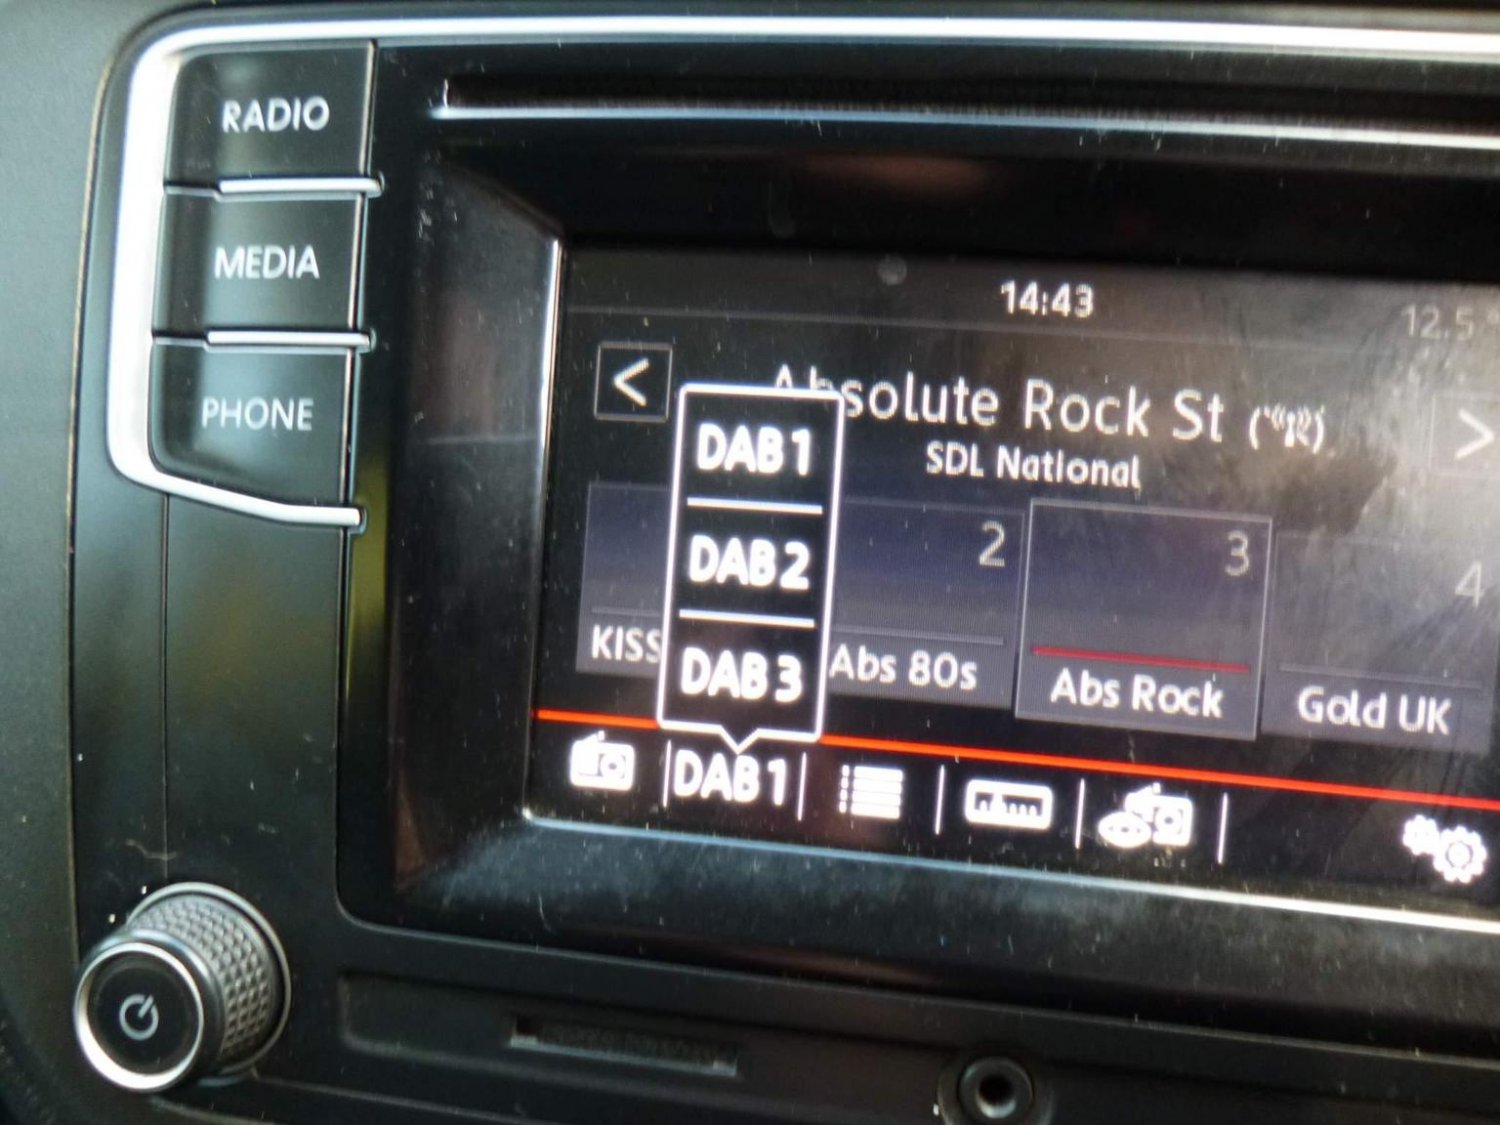 RADIO
MEDIA
PHONE
14:43
12.5
Absolute Rock St
SDL National
DAB1
DAB2
DAB3
2
3
4
KISS
Abs 80s
Abs Rock
Gold UK
DAB1